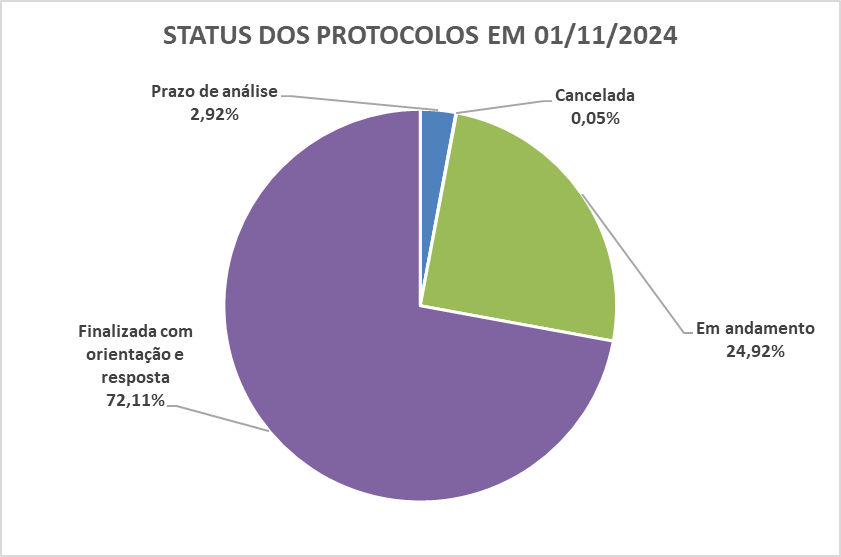 STATUS DOS PROTOCOLOS EM 01/11/2024
Prazo de análise
2,92%
Cancelada
0,05%
Em andamento
24,92%
Finalizada com
orientação e
resposta
72,11%